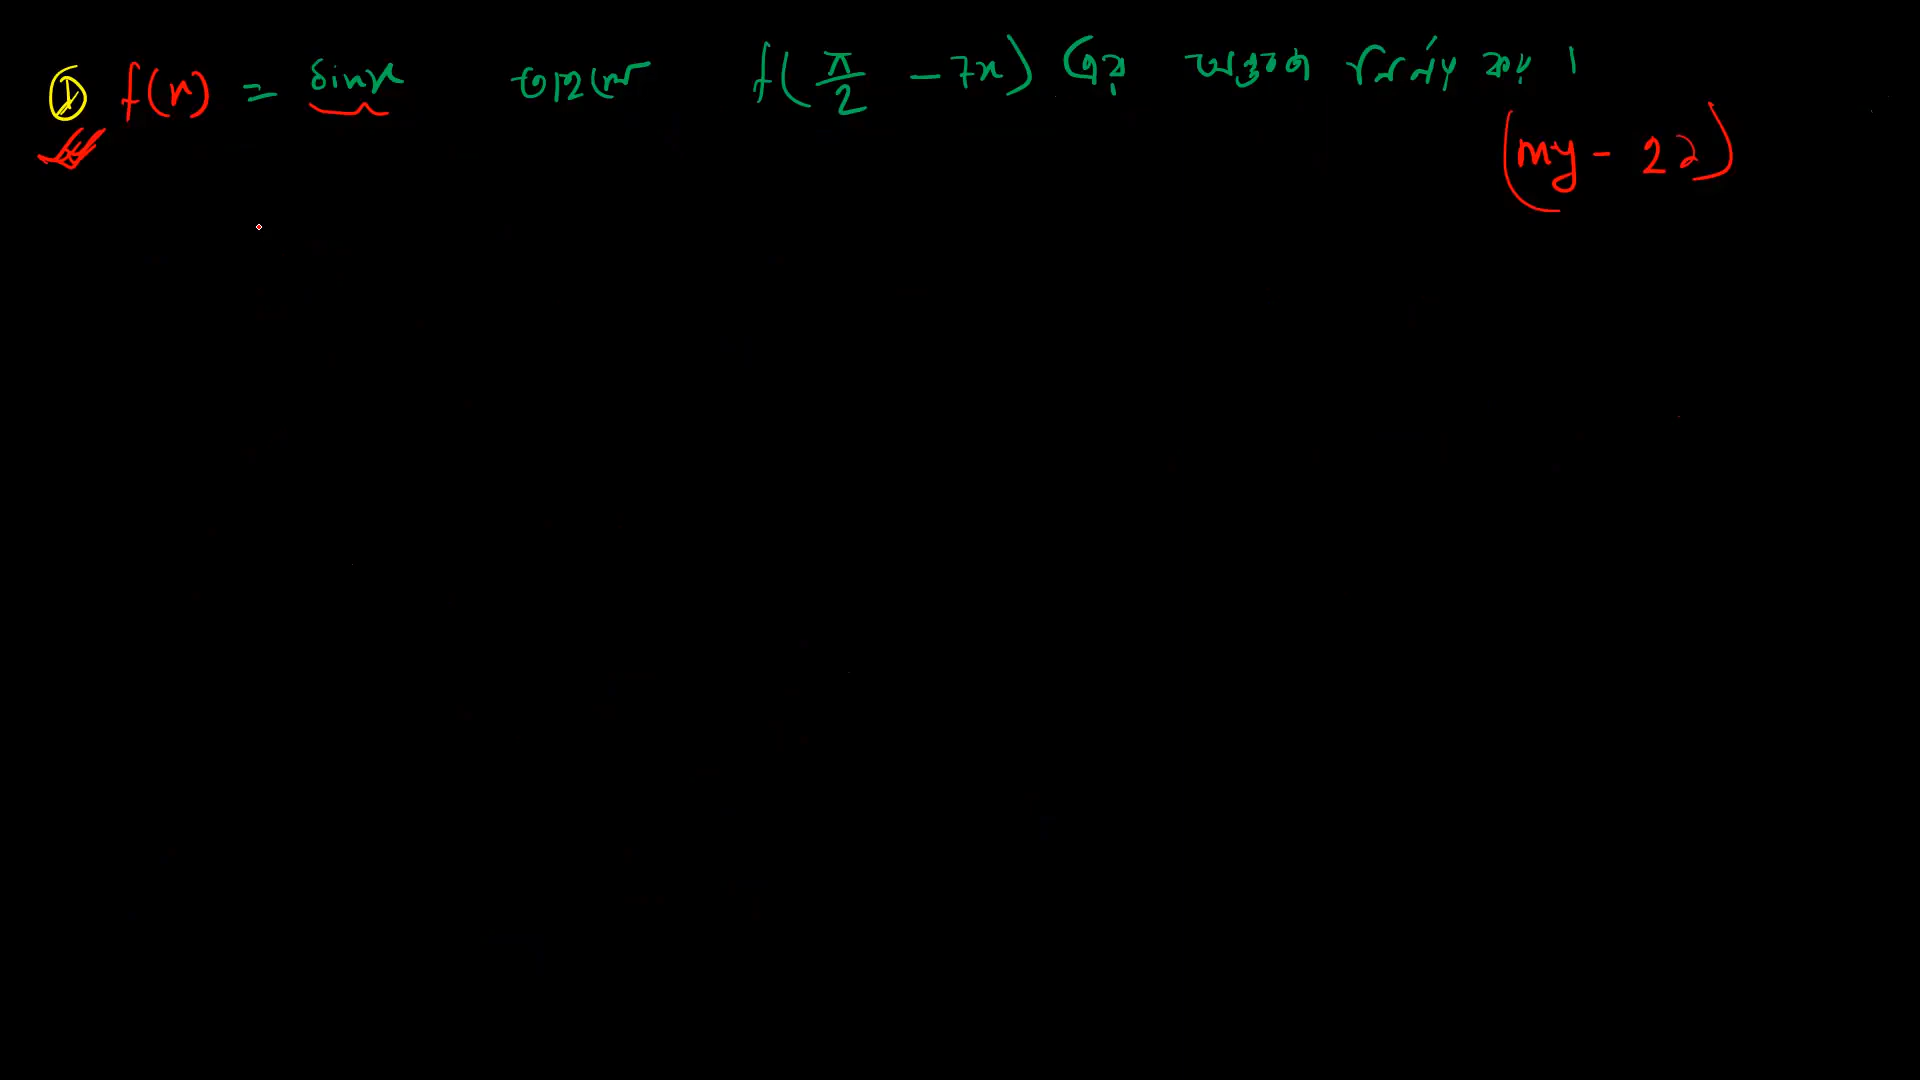 ① f(x) = sinx তাহলে f(π/2 - 7x) এর অন্তরজ নির্ণয় কর।
(my - 22)